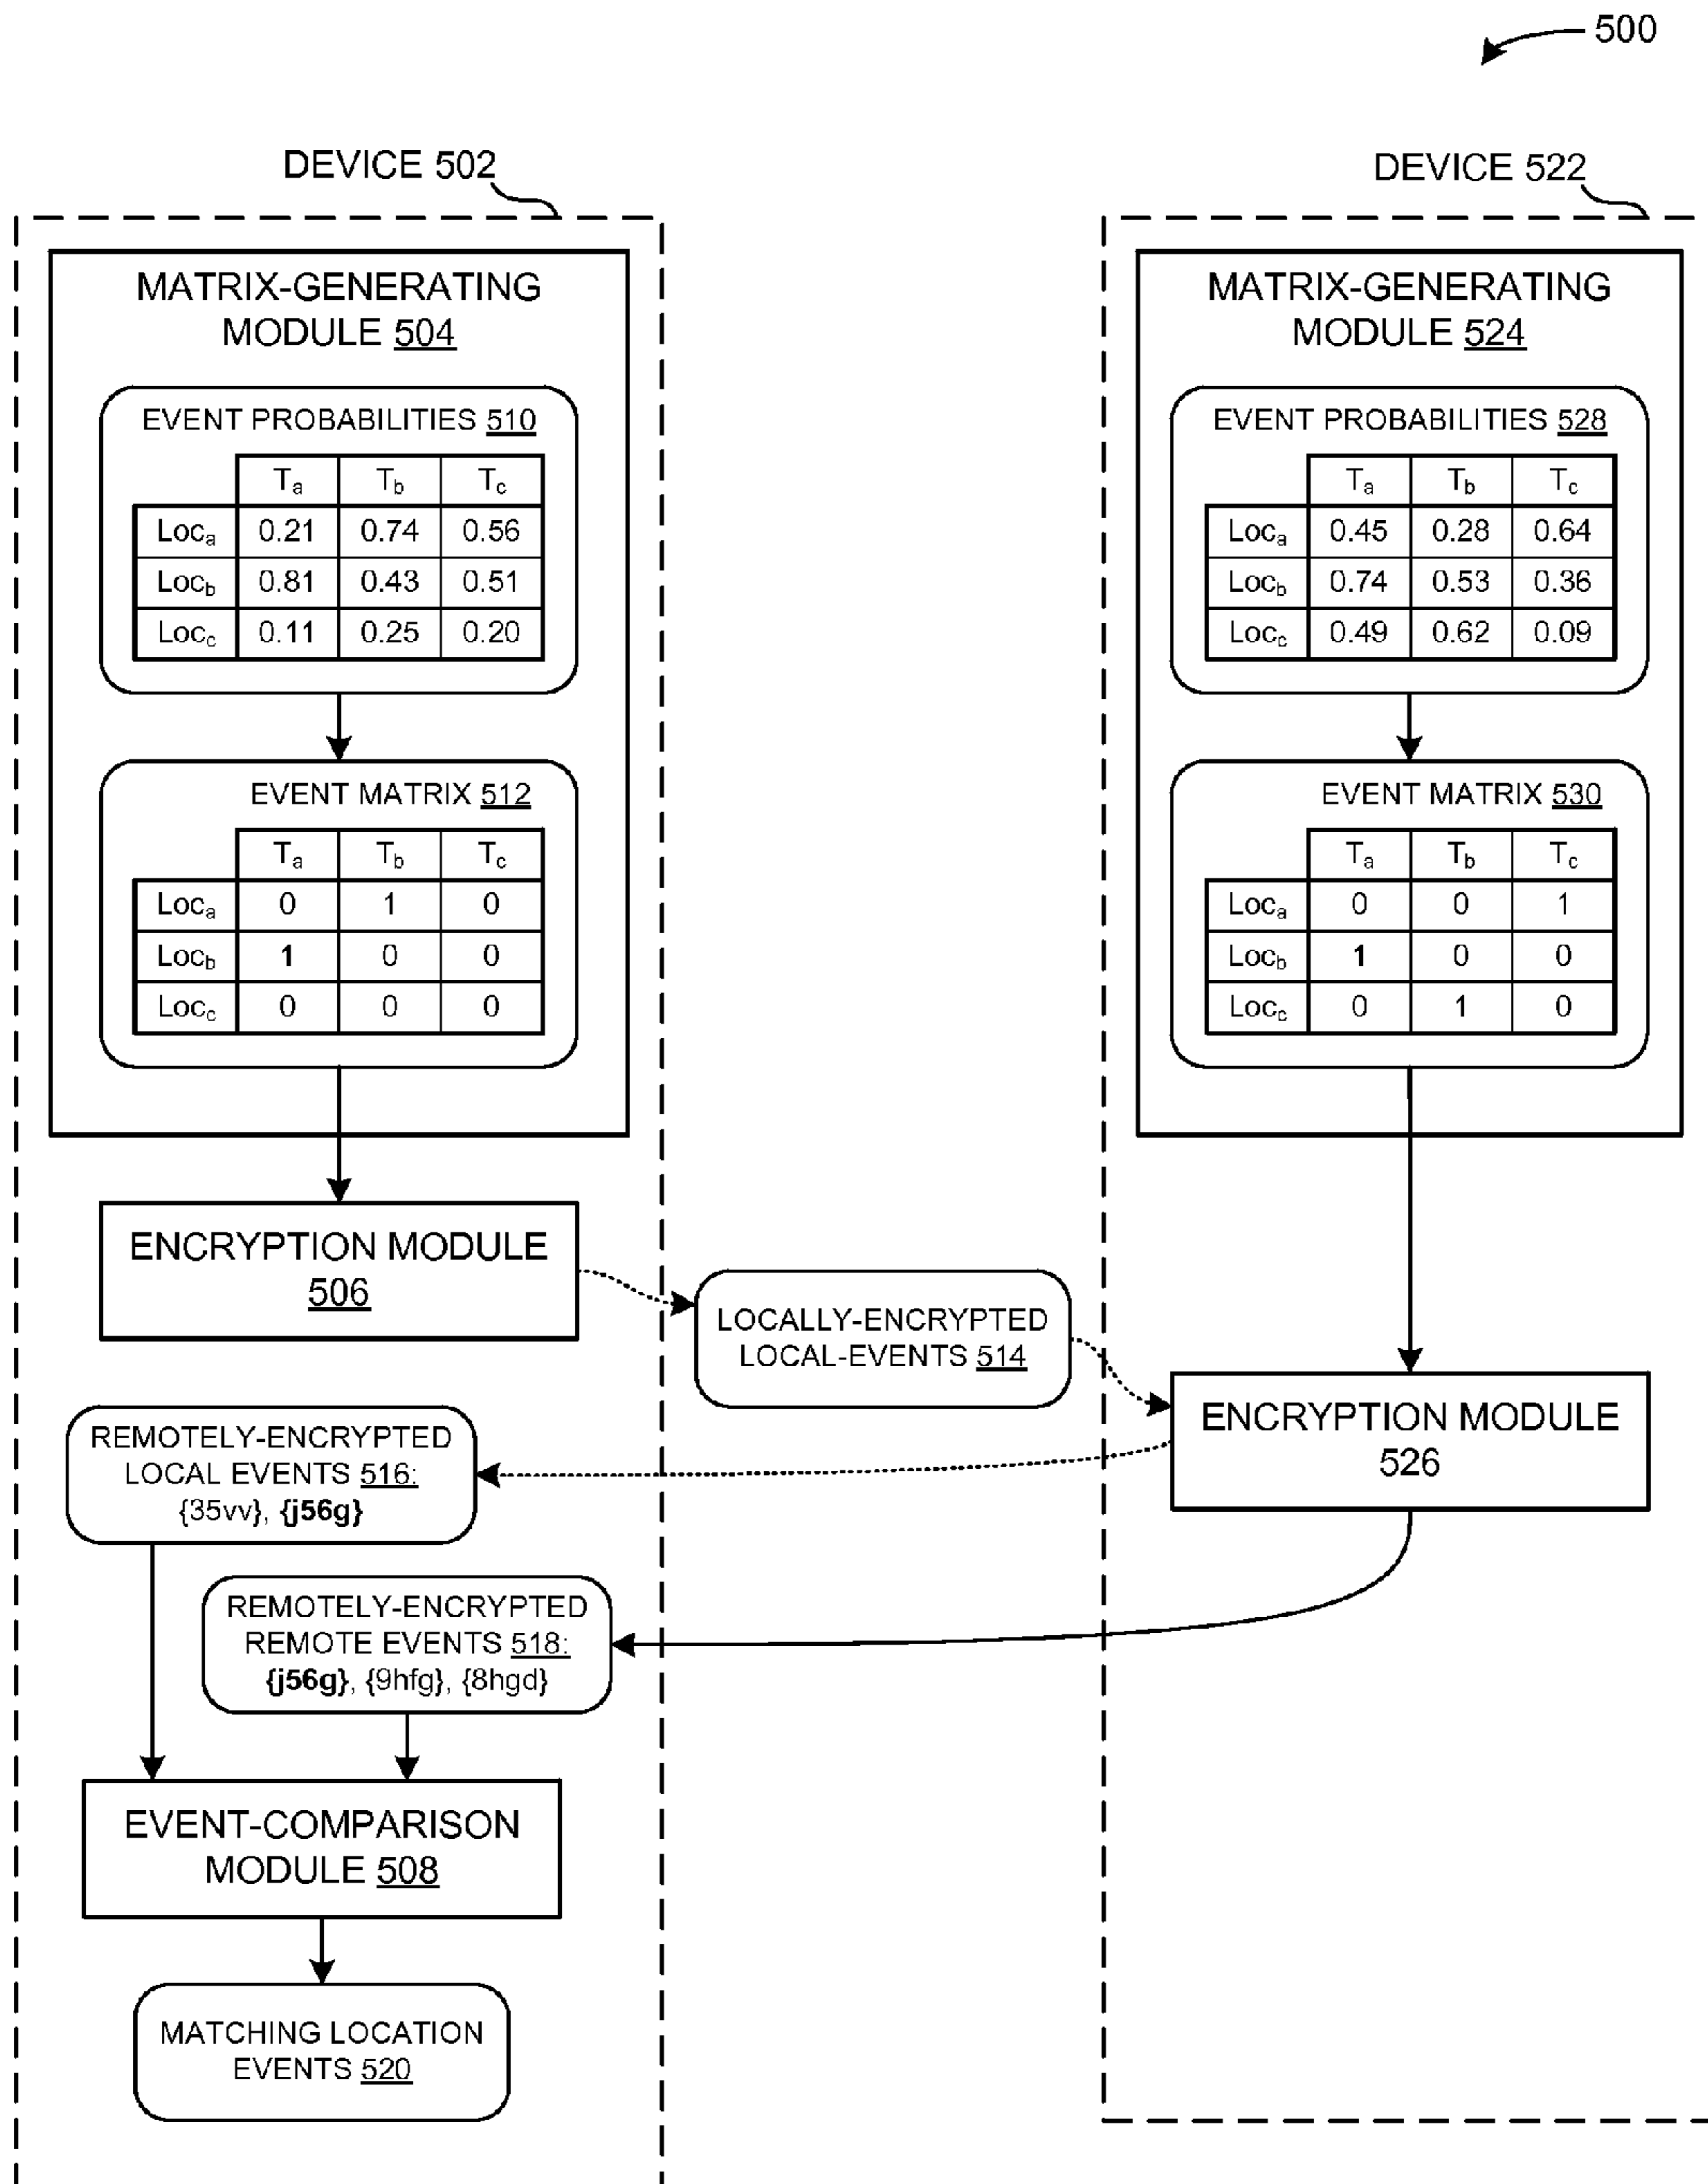 500
DEVICE 502
MATRIX-GENERATING
MODULE 504
EVENT PROBABILITIES 510
Ta Tb Tc
Loca 0.21 0.74 0.56
Locb 0.81 0.43 0.51
Locc 0.11 0.25 0.20
EVENT MATRIX 512
Ta Tb Tc
Loca 0 1 0
Locb 1 0 0
Locc 0 0 0
ENCRYPTION MODULE
506
LOCALLY-ENCRYPTED
LOCAL-EVENTS 514
REMOTELY-ENCRYPTED
LOCAL EVENTS 516:
{35vv}, {j56g}
REMOTELY-ENCRYPTED
REMOTE EVENTS 518:
{j56g}, {9hfg}, {8hgd}
EVENT-COMPARISON
MODULE 508
MATCHING LOCATION
EVENTS 520
DEVICE 522
MATRIX-GENERATING
MODULE 524
EVENT PROBABILITIES 528
Ta Tb Tc
Loca 0.45 0.28 0.64
Locb 0.74 0.53 0.36
Locc 0.49 0.62 0.09
EVENT MATRIX 530
Ta Tb Tc
Loca 0 0 1
Locb 1 0 0
Locc 0 1 0
ENCRYPTION MODULE
526